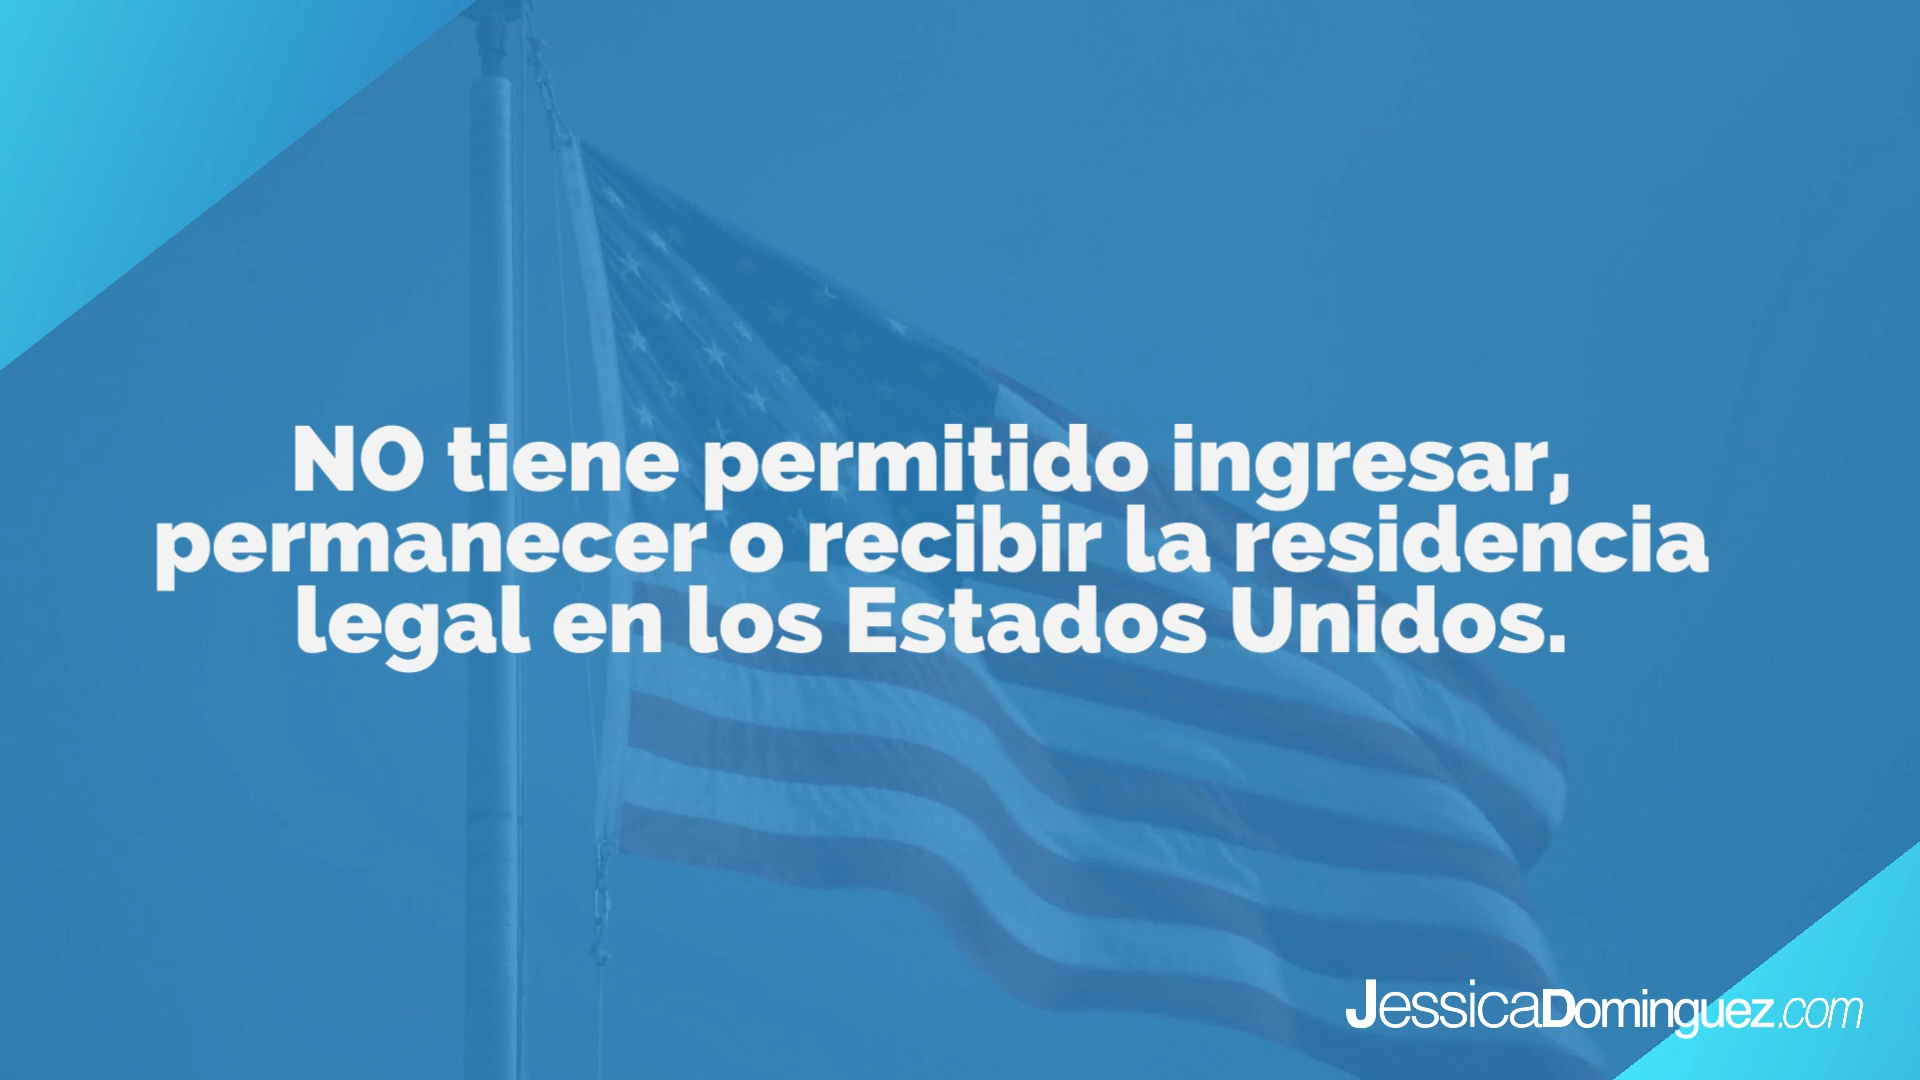 NO tiene permitido ingresar,
permanecer o recibir la residencia
legal en los Estados Unidos.
JessicaDominguez.com